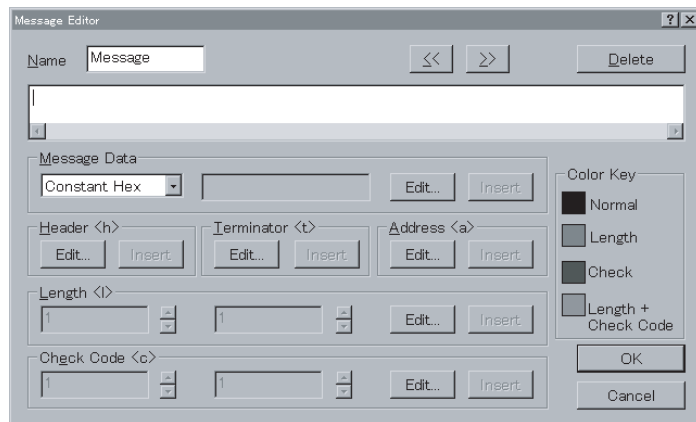 Message Editor
Name Message << >> Delete
Message Data
Constant Hex Edit... Insert
Color Key
Normal
Length
Check
Length +
Check Code
Header <h> Terminator <t> Address <a>
Edit... Insert Edit... Insert Edit... Insert
Length <l>
1 1 Edit... Insert
Check Code <c>
1 1 Edit... Insert
OK
Cancel